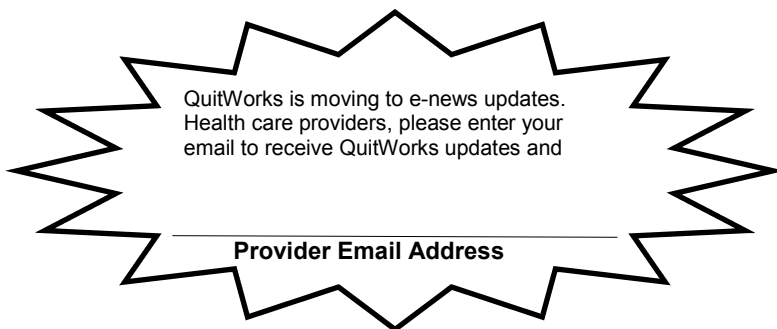 QuitWorks is moving to e-news updates.
Health care providers, please enter your
email to receive QuitWorks updates and
Provider Email Address